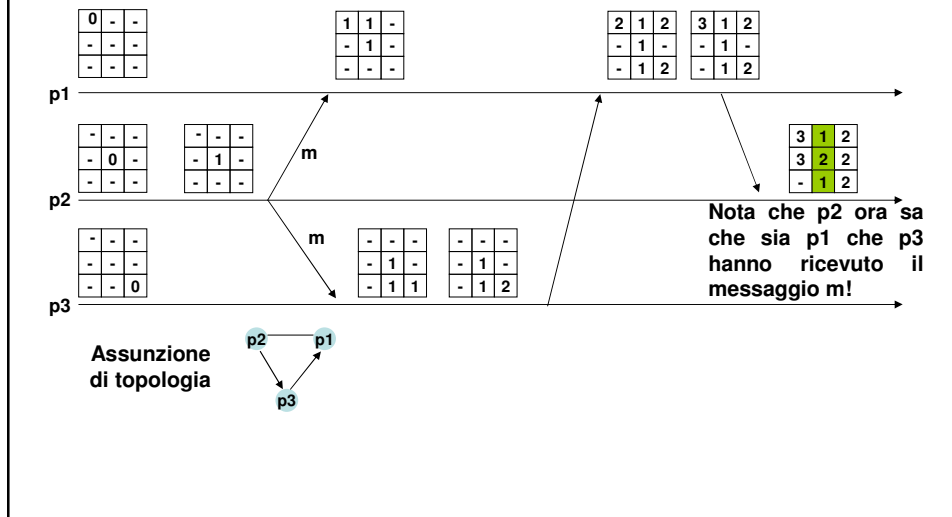 0 - -
- - -
- - -
1 1 -
- 1 -
- - -
2 1 2
- 1 -
- 1 2
3 1 2
- 1 -
- 1 2
p1
- - -
- 0 -
- - -
- - -
- 1 -
- - -
m
3 1 2
3 2 2
- 1 2
p2
Nota che p2 ora sa
che sia p1 che p3
hanno ricevuto il
messaggio m!
- - -
- - -
- - 0
m
- - -
- 1 -
- 1 1
- - -
- 1 -
- 1 2
p3
Assunzione
di topologia
p2
p1
p3